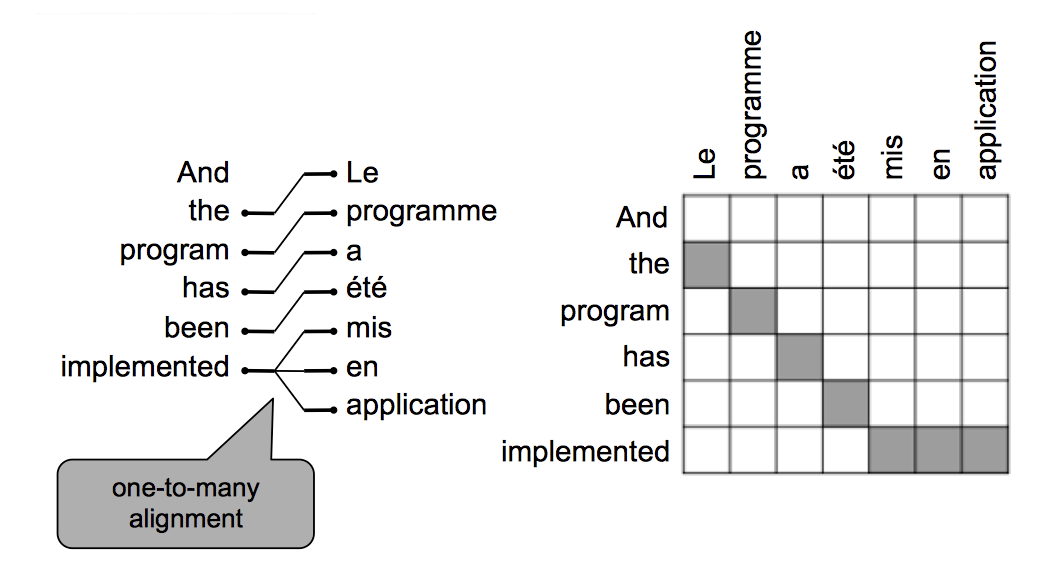 And
the
program
has
been
implemented
Le
programme
a
été
mis
en
application
one-to-many
alignment
Le
programme
a
été
mis
en
application
And
the
program
has
been
implemented